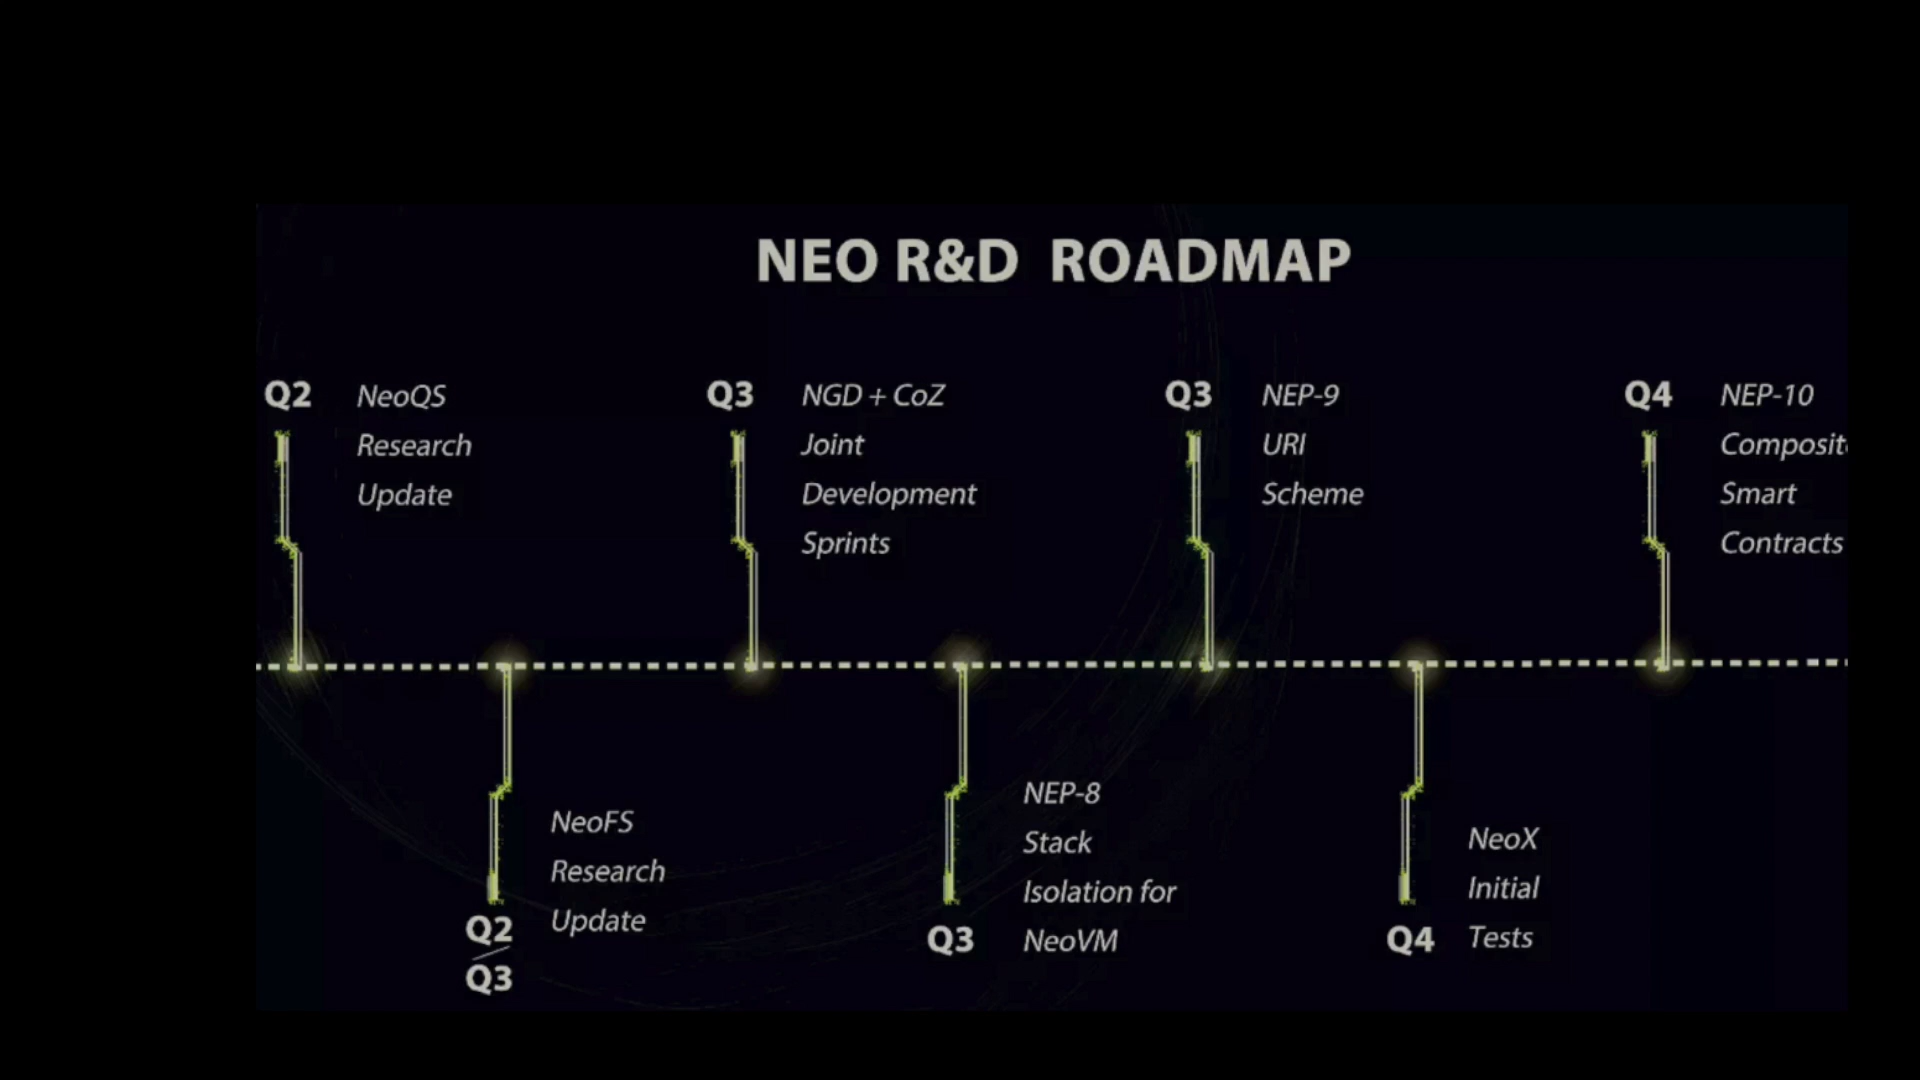 NEO R&D ROADMAP
Q2
NeoQS
Research
Update
Q2
Q3
NeoFS
Research
Update
Q3
NGD + CoZ
Joint
Development
Sprints
Q3
NEP-8
Stack
Isolation for
NeoVM
Q3
NEP-9
URI
Scheme
Q4
NeoX
Initial
Tests
Q4
NEP-10
Composit
Smart
Contracts